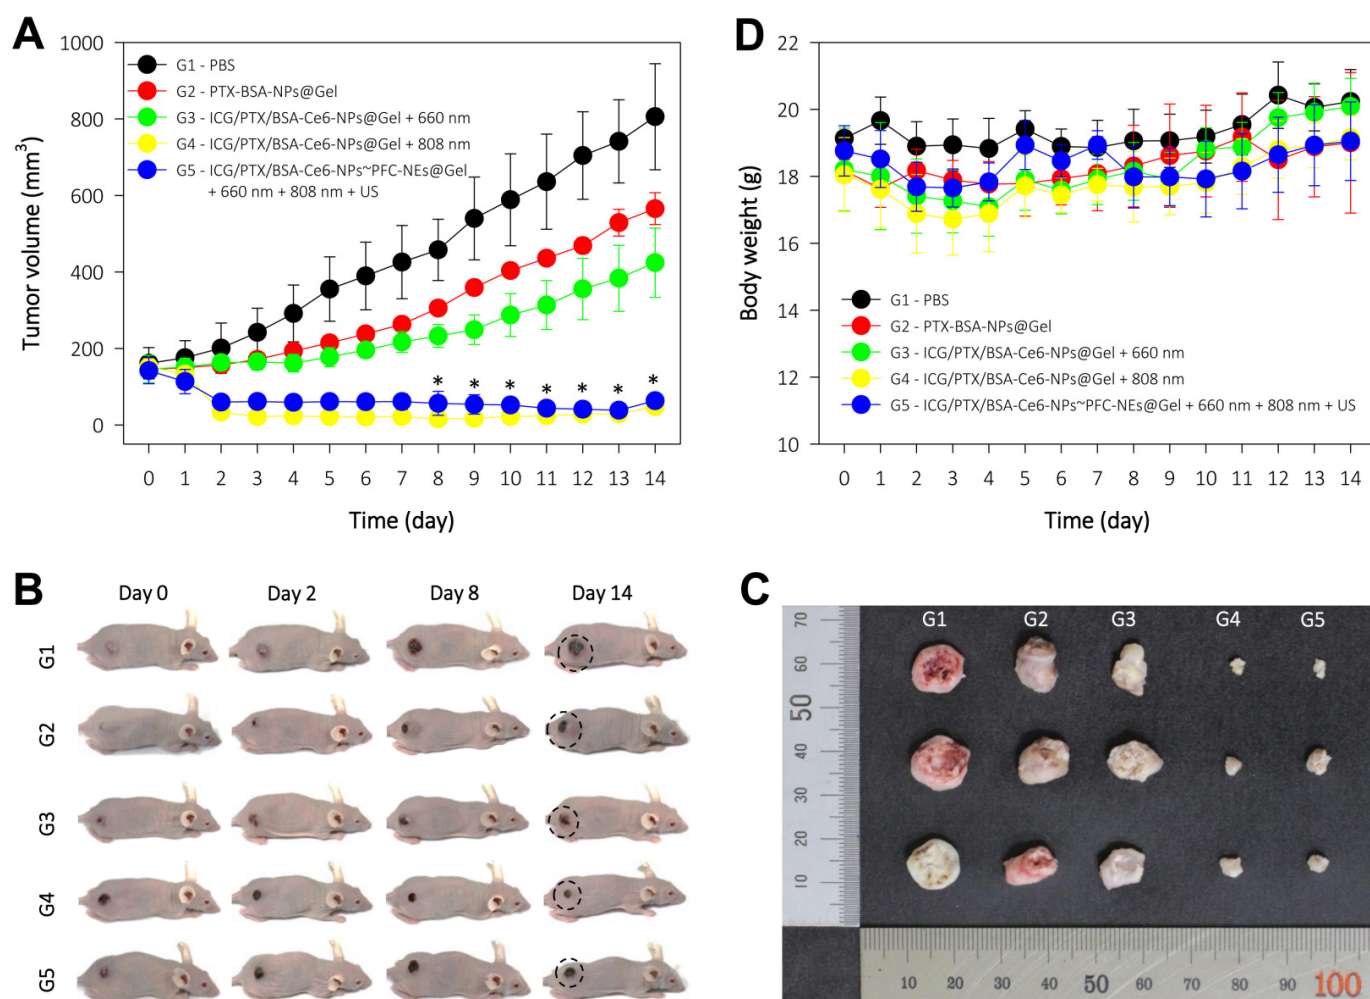 A
1000
800
600
400
200
0
Tumor volume (mm³)
G1 - PBS
G2 - PTX-BSA-NPs@Gel
G3 - ICG/PTX/BSA-Ce6-NPs@Gel + 660 nm
G4 - ICG/PTX/BSA-Ce6-NPs@Gel + 808 nm
G5 - ICG/PTX/BSA-Ce6-NPs~PFC-NEs@Gel
+ 660 nm + 808 nm + US
* * * * * * *
0 1 2 3 4 5 6 7 8 9 10 11 12 13 14
Time (day)
D
22
20
18
16
14
12
10
Body weight (g)
G1 - PBS
G2 - PTX-BSA-NPs@Gel
G3 - ICG/PTX/BSA-Ce6-NPs@Gel + 660 nm
G4 - ICG/PTX/BSA-Ce6-NPs@Gel + 808 nm
G5 - ICG/PTX/BSA-Ce6-NPs~PFC-NEs@Gel + 660 nm + 808 nm + US
0 1 2 3 4 5 6 7 8 9 10 11 12 13 14
Time (day)
B
Day 0 Day 2 Day 8 Day 14
G1
G2
G3
G4
G5
C
G1 G2 G3 G4 G5
70
60
50
40
30
20
10
10 20 30 40 50 60 70 80 90 100